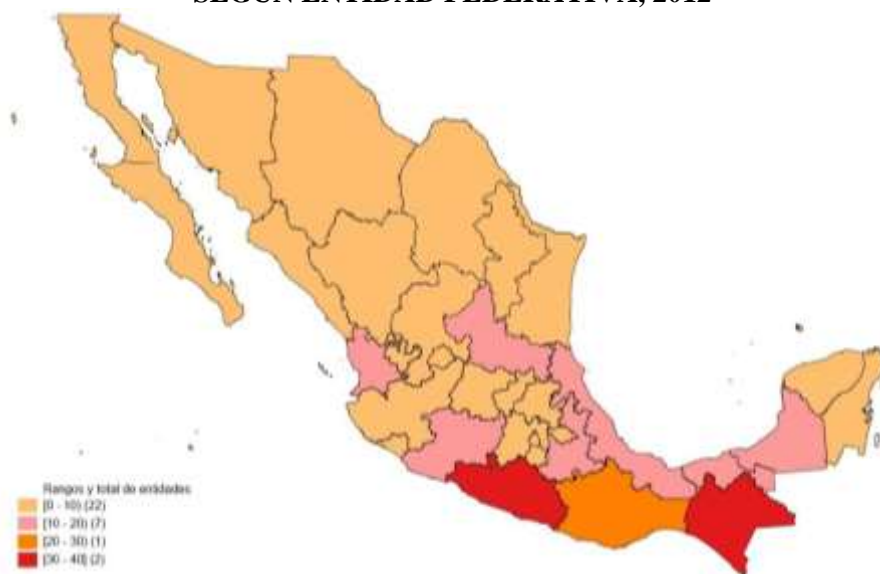 SEGÚN ENTIDAD FEDERATIVA, 2012
Rangos y total de entidades
[0 - 10) (22)
[10 - 20) (7)
[20 - 30) (1)
[30 - 40] (2)